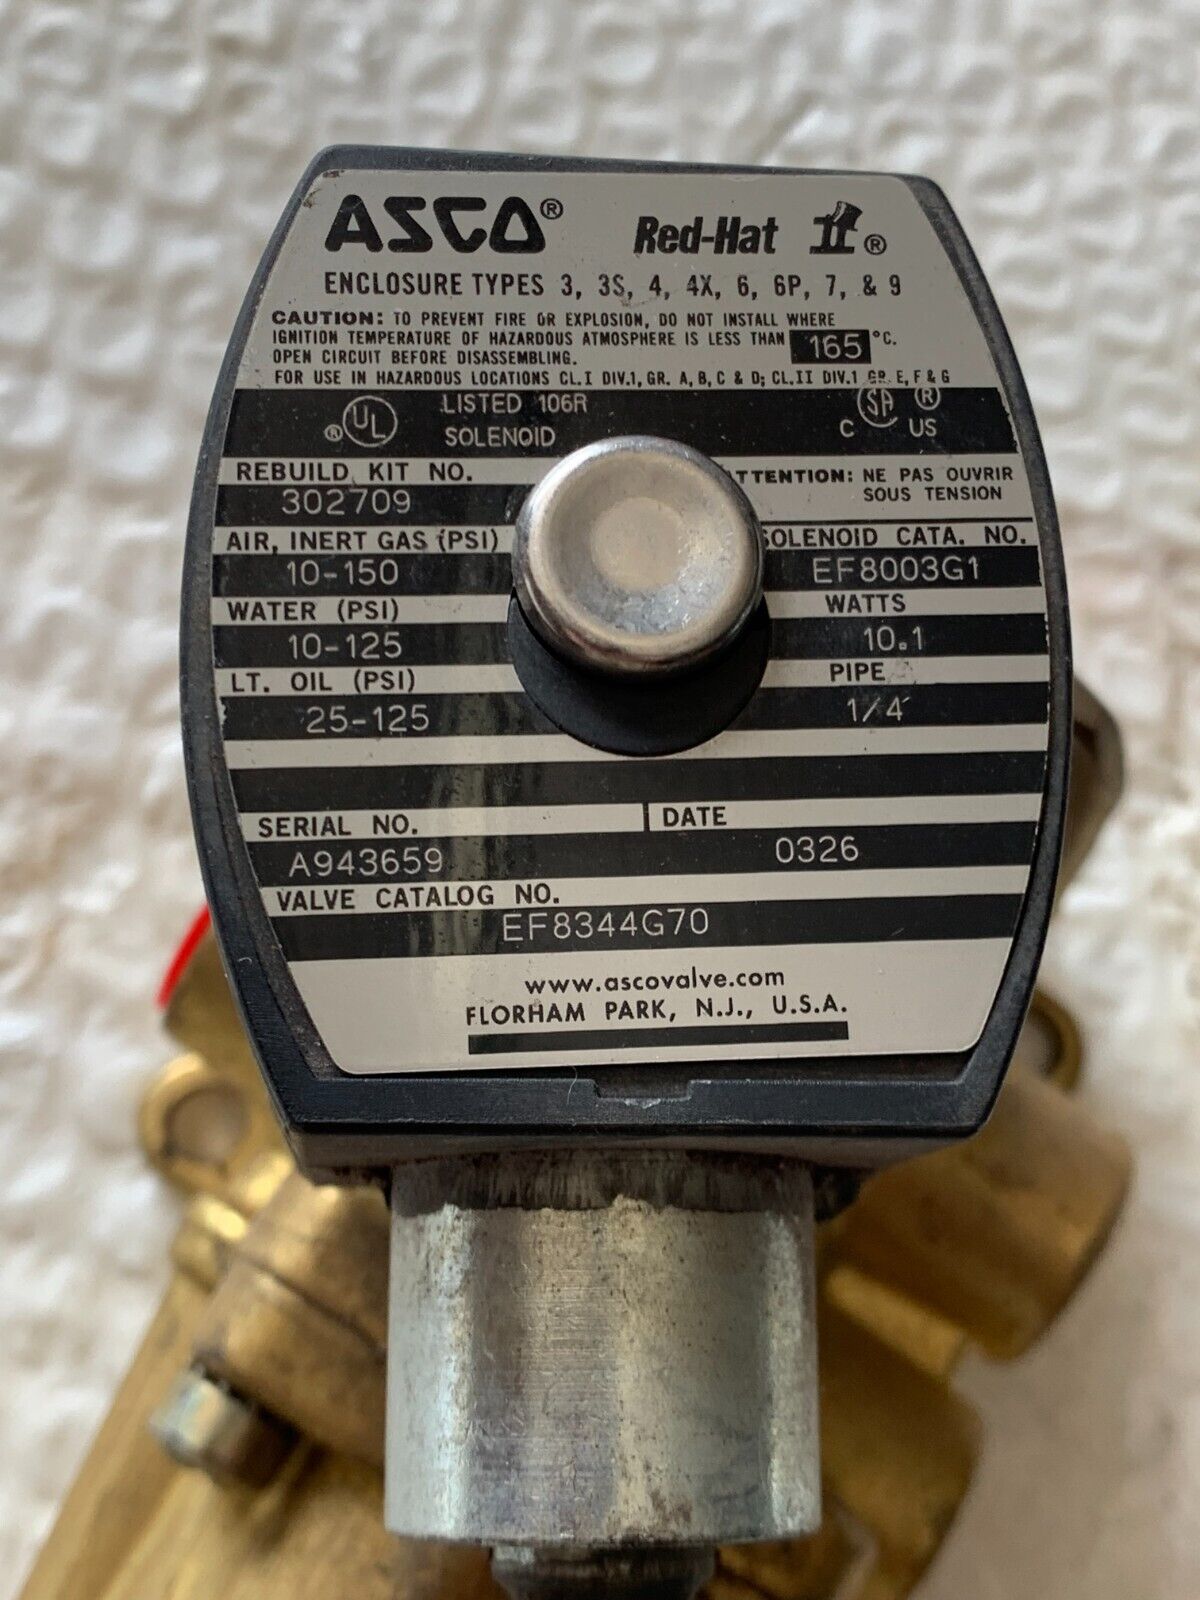 ASCO® Red-Hat II®
ENCLOSURE TYPES 3, 3S, 4, 4X, 6, 6P, 7, & 9
CAUTION: TO PREVENT FIRE OR EXPLOSION, DO NOT INSTALL WHERE
IGNITION TEMPERATURE OF HAZARDOUS ATMOSPHERE IS LESS THAN 165 °C.
OPEN CIRCUIT BEFORE DISASSEMBLING.
FOR USE IN HAZARDOUS LOCATIONS CL.I DIV.1, GR. A, B, C & D; CL.II DIV.1 GR. E, F & G
® UL LISTED 106R
SOLENOID
C SA US ®
REBUILD KIT NO.
302709
TTENTION: NE PAS OUVRIR
SOUS TENSION
AIR, INERT GAS (PSI)
10-150
SOLENOID CATA. NO.
EF8003G1
WATER (PSI)
10-125
WATTS
10.1
LT. OIL (PSI)
25-125
PIPE
1/4
SERIAL NO.
A943659
DATE
0326
VALVE CATALOG NO.
EF8344G70
www.ascovalve.com
FLORHAM PARK, N.J., U.S.A.